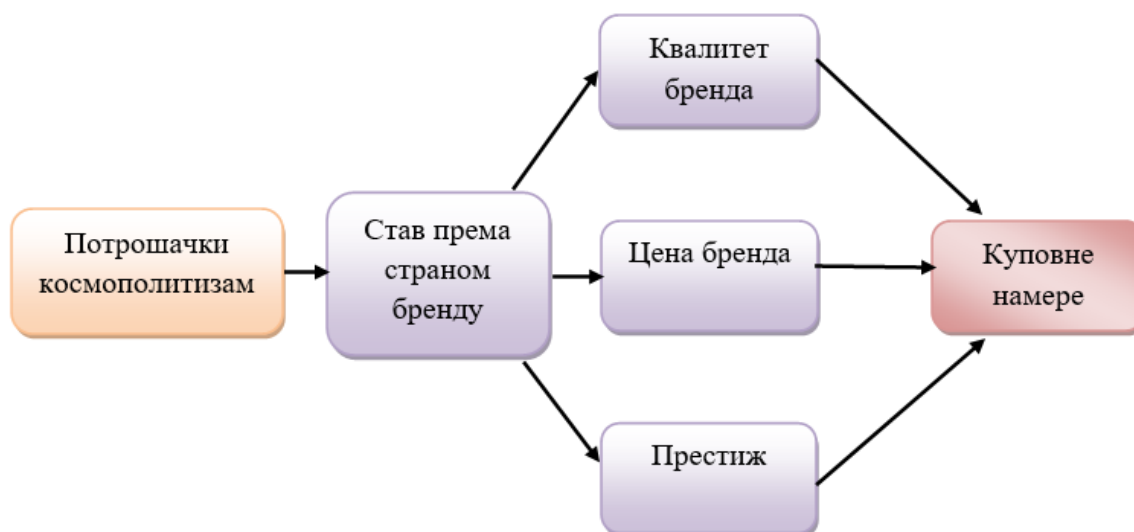 Потрошачки
космополитизам
Став према
страном
бренду
Квалитет
бренда
Цена бренда
Престиж
Куповне
намере